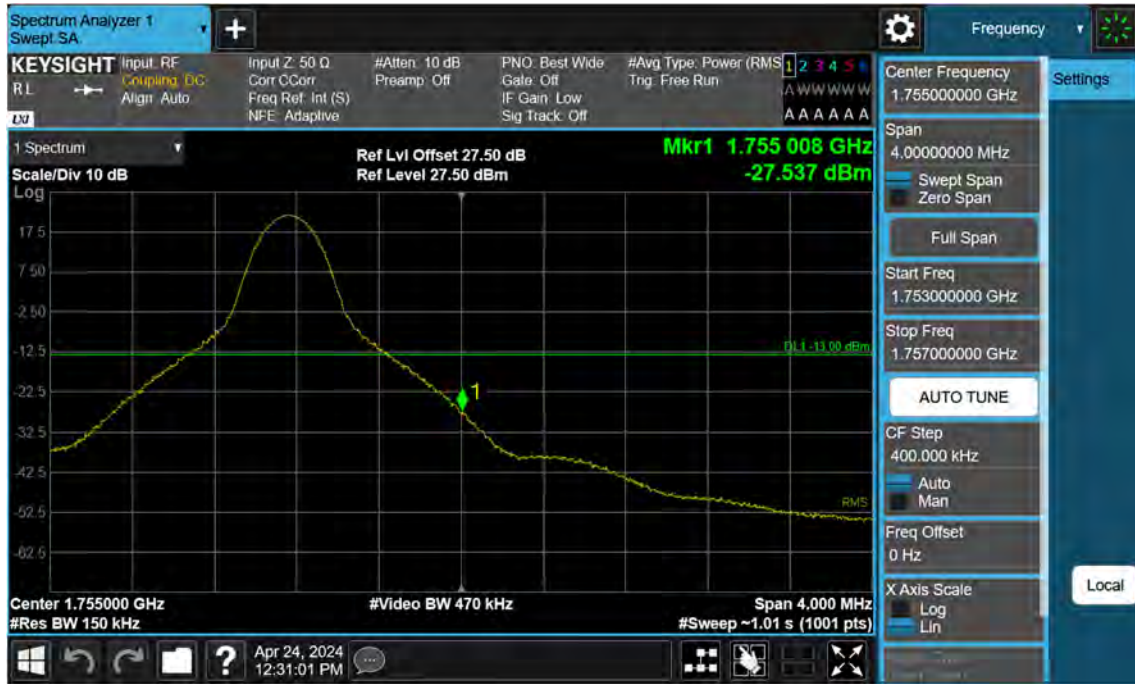 Spectrum Analyzer 1
Swept SA
Frequency
KEYSIGHT
RL
LXI
Input: RF
Coupling: DC
Align: Auto
Input Z: 50 Ω
Corr CCorr
Freq Ref: Int (S)
NFE: Adaptive
#Atten: 10 dB
Preamp: Off
PNO: Best Wide
Gate: Off
IF Gain: Low
Sig Track: Off
#Avg Type: Power (RMS
Trig: Free Run
1 2 3 4 5 6
A W W W W W
A A A A A A
1 Spectrum
Scale/Div 10 dB
Ref Lvl Offset 27.50 dB
Ref Level 27.50 dBm
Mkr1 1.755 008 GHz
-27.537 dBm
Log
17.5
7.50
-2.50
-12.5
-22.5
-32.5
-42.5
-52.5
-62.5
DL1 -13.00 dBm
1
RMS
Center 1.755000 GHz
#Res BW 150 kHz
#Video BW 470 kHz
Span 4.000 MHz
#Sweep ~1.01 s (1001 pts)
Center Frequency
1.755000000 GHz
Settings
Span
4.00000000 MHz
Swept Span
Zero Span
Full Span
Start Freq
1.753000000 GHz
Stop Freq
1.757000000 GHz
AUTO TUNE
CF Step
400.000 kHz
Auto
Man
Freq Offset
0 Hz
X Axis Scale
Log
Lin
Local
?
Apr 24, 2024
12:31:01 PM